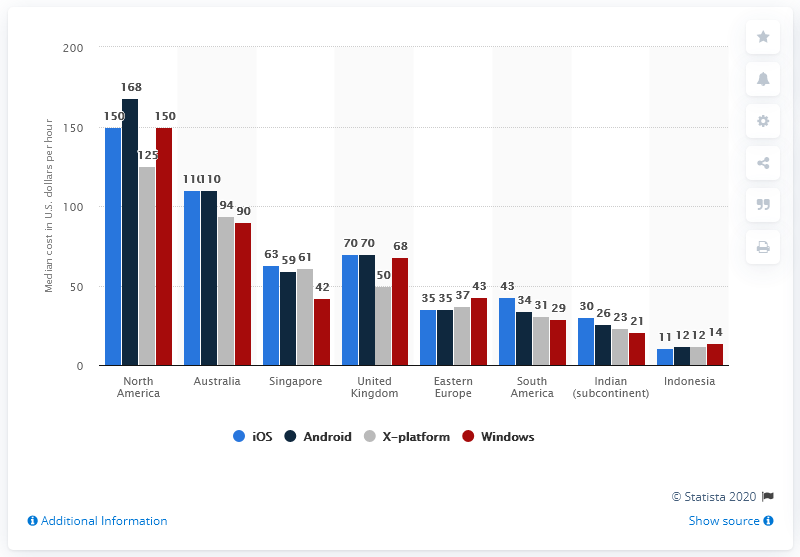 200
150
100
50
0
Median cost in U.S. dollars per hour
150 168 125 150
110 110 94 90
63 59 61 42
70 70 50 68
35 35 37 43
43 34 31 29
30 26 23 21
11 12 12 14
North America
Australia
Singapore
United Kingdom
Eastern Europe
South America
Indian (subcontinent)
Indonesia
iOS Android X-platform Windows
© Statista 2020
Additional Information Show source